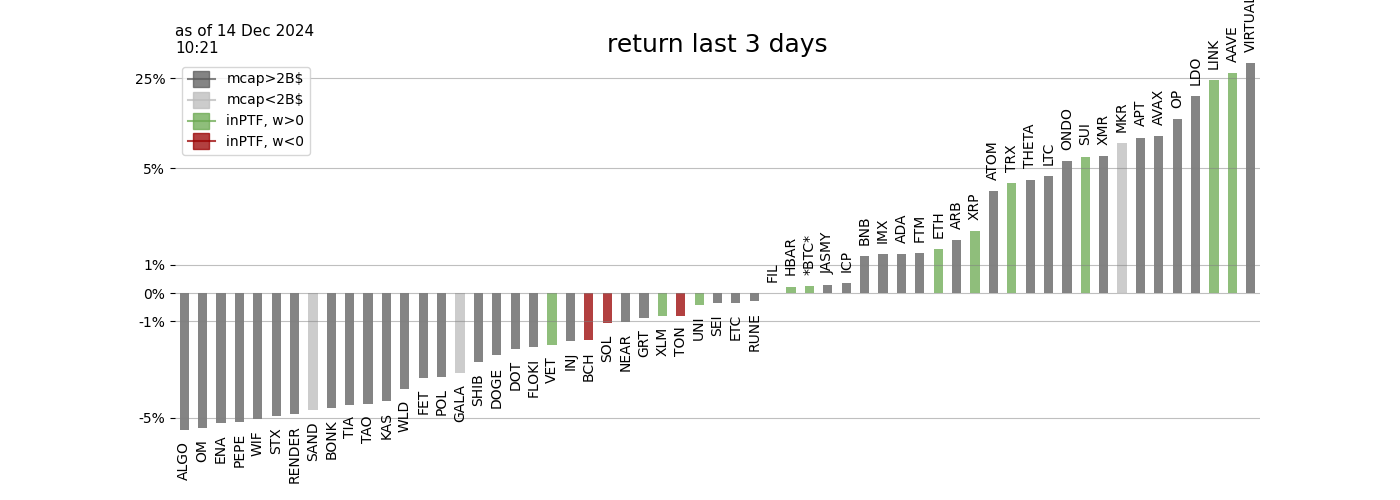 as of 14 Dec 2024
10:21
return last 3 days
mcap>2B$
mcap<2B$
inPTF, w>0
inPTF, w<0
25%
5%
1%
0%
-1%
-5%
ALGO
OM
ENA
PEPE
WIF
STX
RENDER
SAND
BONK
TIA
TAO
KAS
WLD
FET
POL
GALA
SHIB
DOGE
DOT
FLOKI
VET
INJ
BCH
SOL
NEAR
GRT
XLM
TON
UNI
SEI
ETC
RUNE
FIL
HBAR
*BTC*
JASMY
ICP
BNB
IMX
ADA
FTM
ETH
ARB
XRP
ATOM
TRX
THETA
LTC
ONDO
SUI
XMR
MKR
APT
AVAX
OP
LDO
LINK
AAVE
VIRTUAL